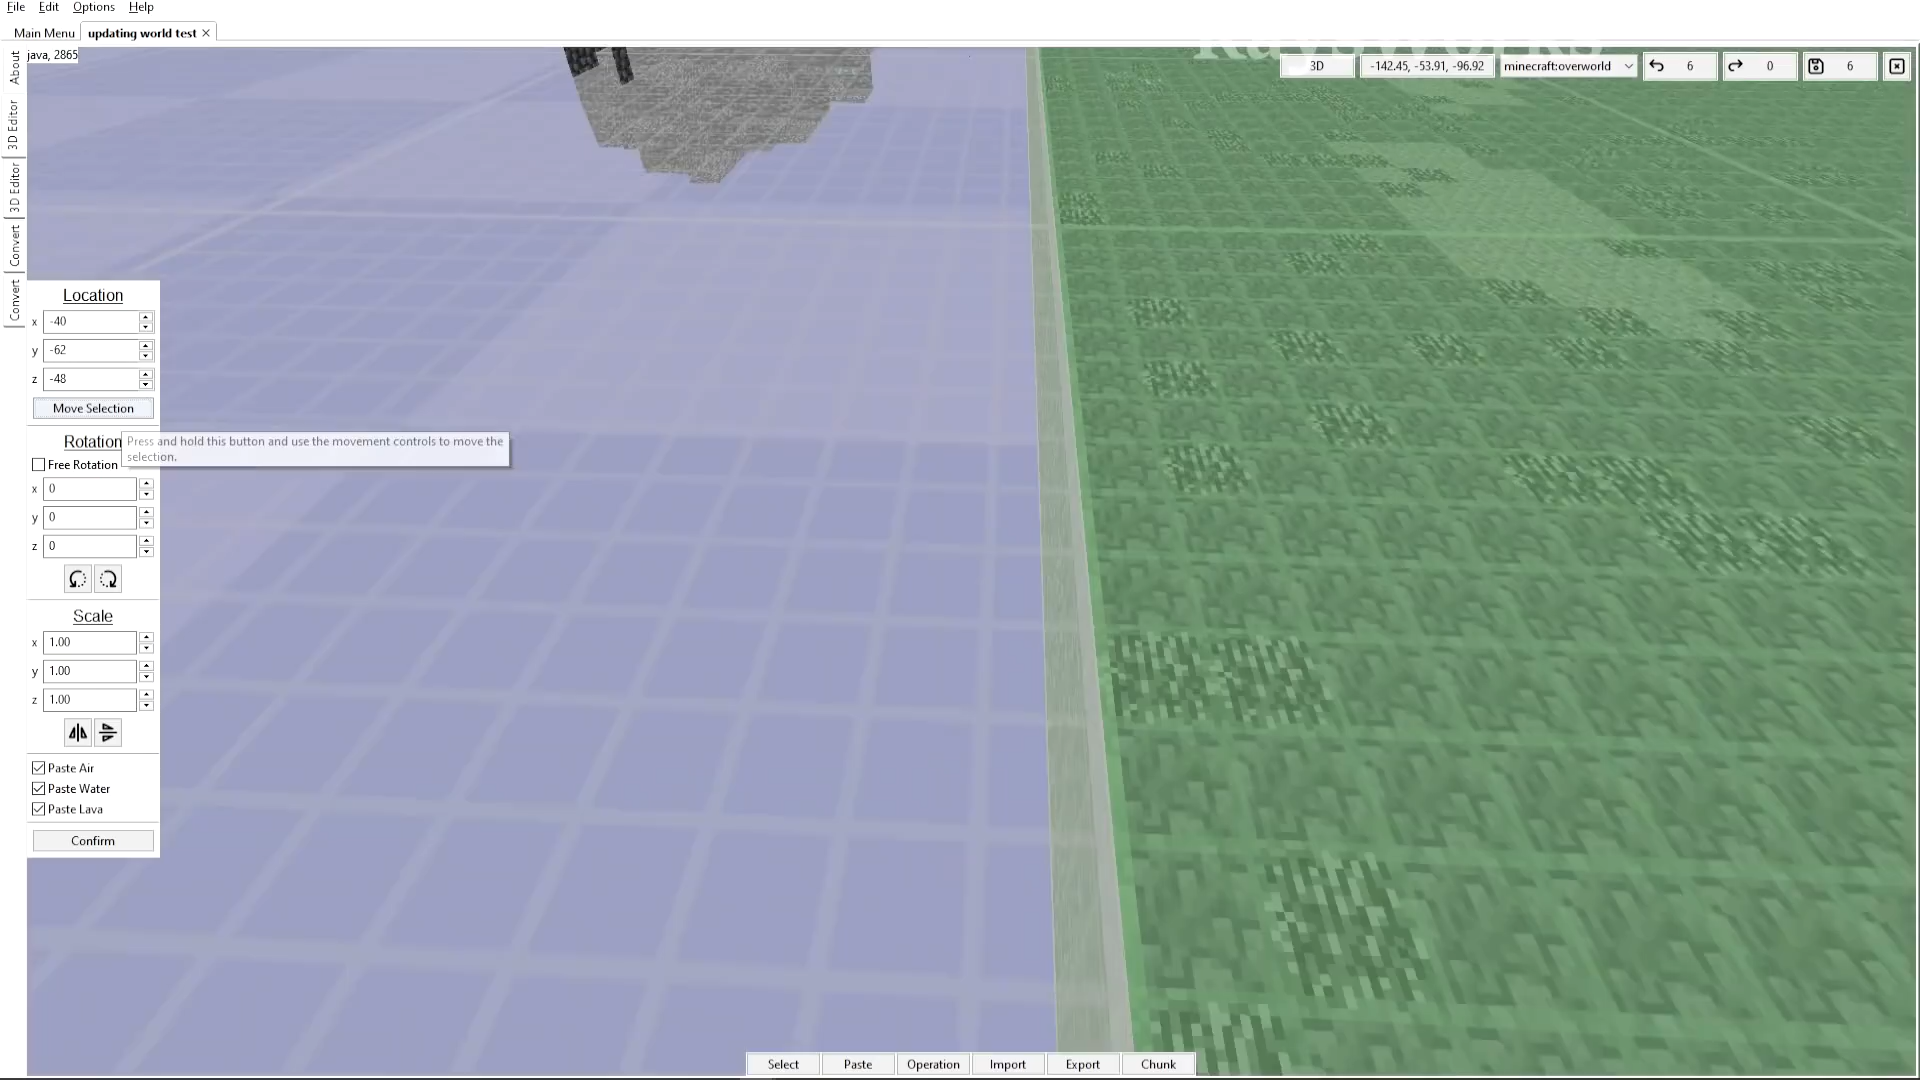 File Edit Options Help
Main Menu updating world test
java, 2865
RaysWorks
3D -142.45, -53.91, -96.92 minecraft:overworld 6 0 6
About
3D Editor
3D Editor
Convert
Convert
Location
x -40
y -62
z -48
Move Selection
Rotation
Press and hold this button and use the movement controls to move the
selection.
Free Rotation
x 0
y 0
z 0
Scale
x 1.00
y 1.00
z 1.00
Paste Air
Paste Water
Paste Lava
Confirm
Select Paste Operation Import Export Chunk